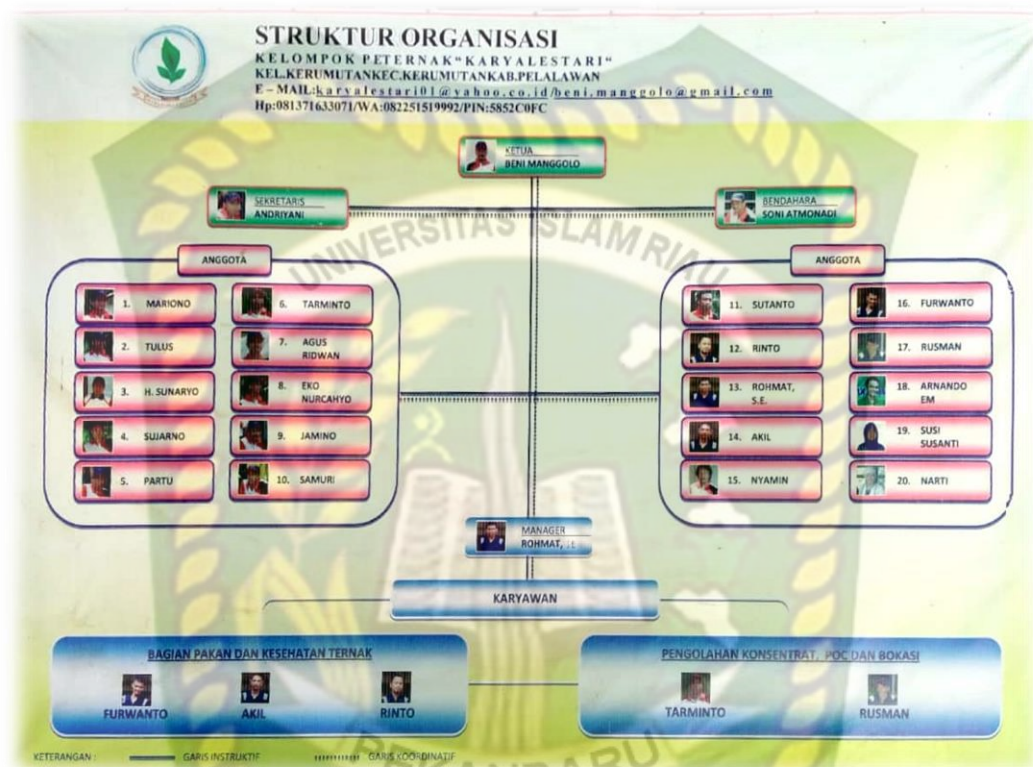 STRUKTUR ORGANISASI
KELOMPOK PETERNAK"KARYALESTARI"
KEL.KERUMUTANKEC.KERUMUTANKAB.PELALAWAN
E – MAIL:karyalestari01@yahoo.co.id/beni.manggolo@gmail.com
Hp:081371633071/WA:082251519992/PIN:5852C0FC
KETUA
BENI MANGGOLO
SEKRETARIS
ANDRIYANI
BENDAHARA
SONI ATMONADI
UNIVERSITAS ISLAM RIAU
ANGGOTA
1. MARIONO
2. TULUS
3. H. SUNARYO
4. SUJARNO
5. PARTU
6. TARMINTO
7. AGUS
RIDWAN
8. EKO
NURCAHYO
9. JAMINO
10. SAMURI
ANGGOTA
11. SUTANTO
12. RINTO
13. ROHMAT,
S.E.
14. AKIL
15. NYAMIN
16. FURWANTO
17. RUSMAN
18. ARNANDO
EM
19. SUSI
SUSANTI
20. NARTI
MANAGER
ROHMAT, SE
KARYAWAN
BAGIAN PAKAN DAN KESEHATAN TERNAK
FURWANTO
AKIL
RINTO
PENGOLAHAN KONSENTRAT, POC DAN BOKASI
TARMINTO
RUSMAN
KETERANGAN :
GARIS INSTRUKTIF
GARIS KOORDINATIF